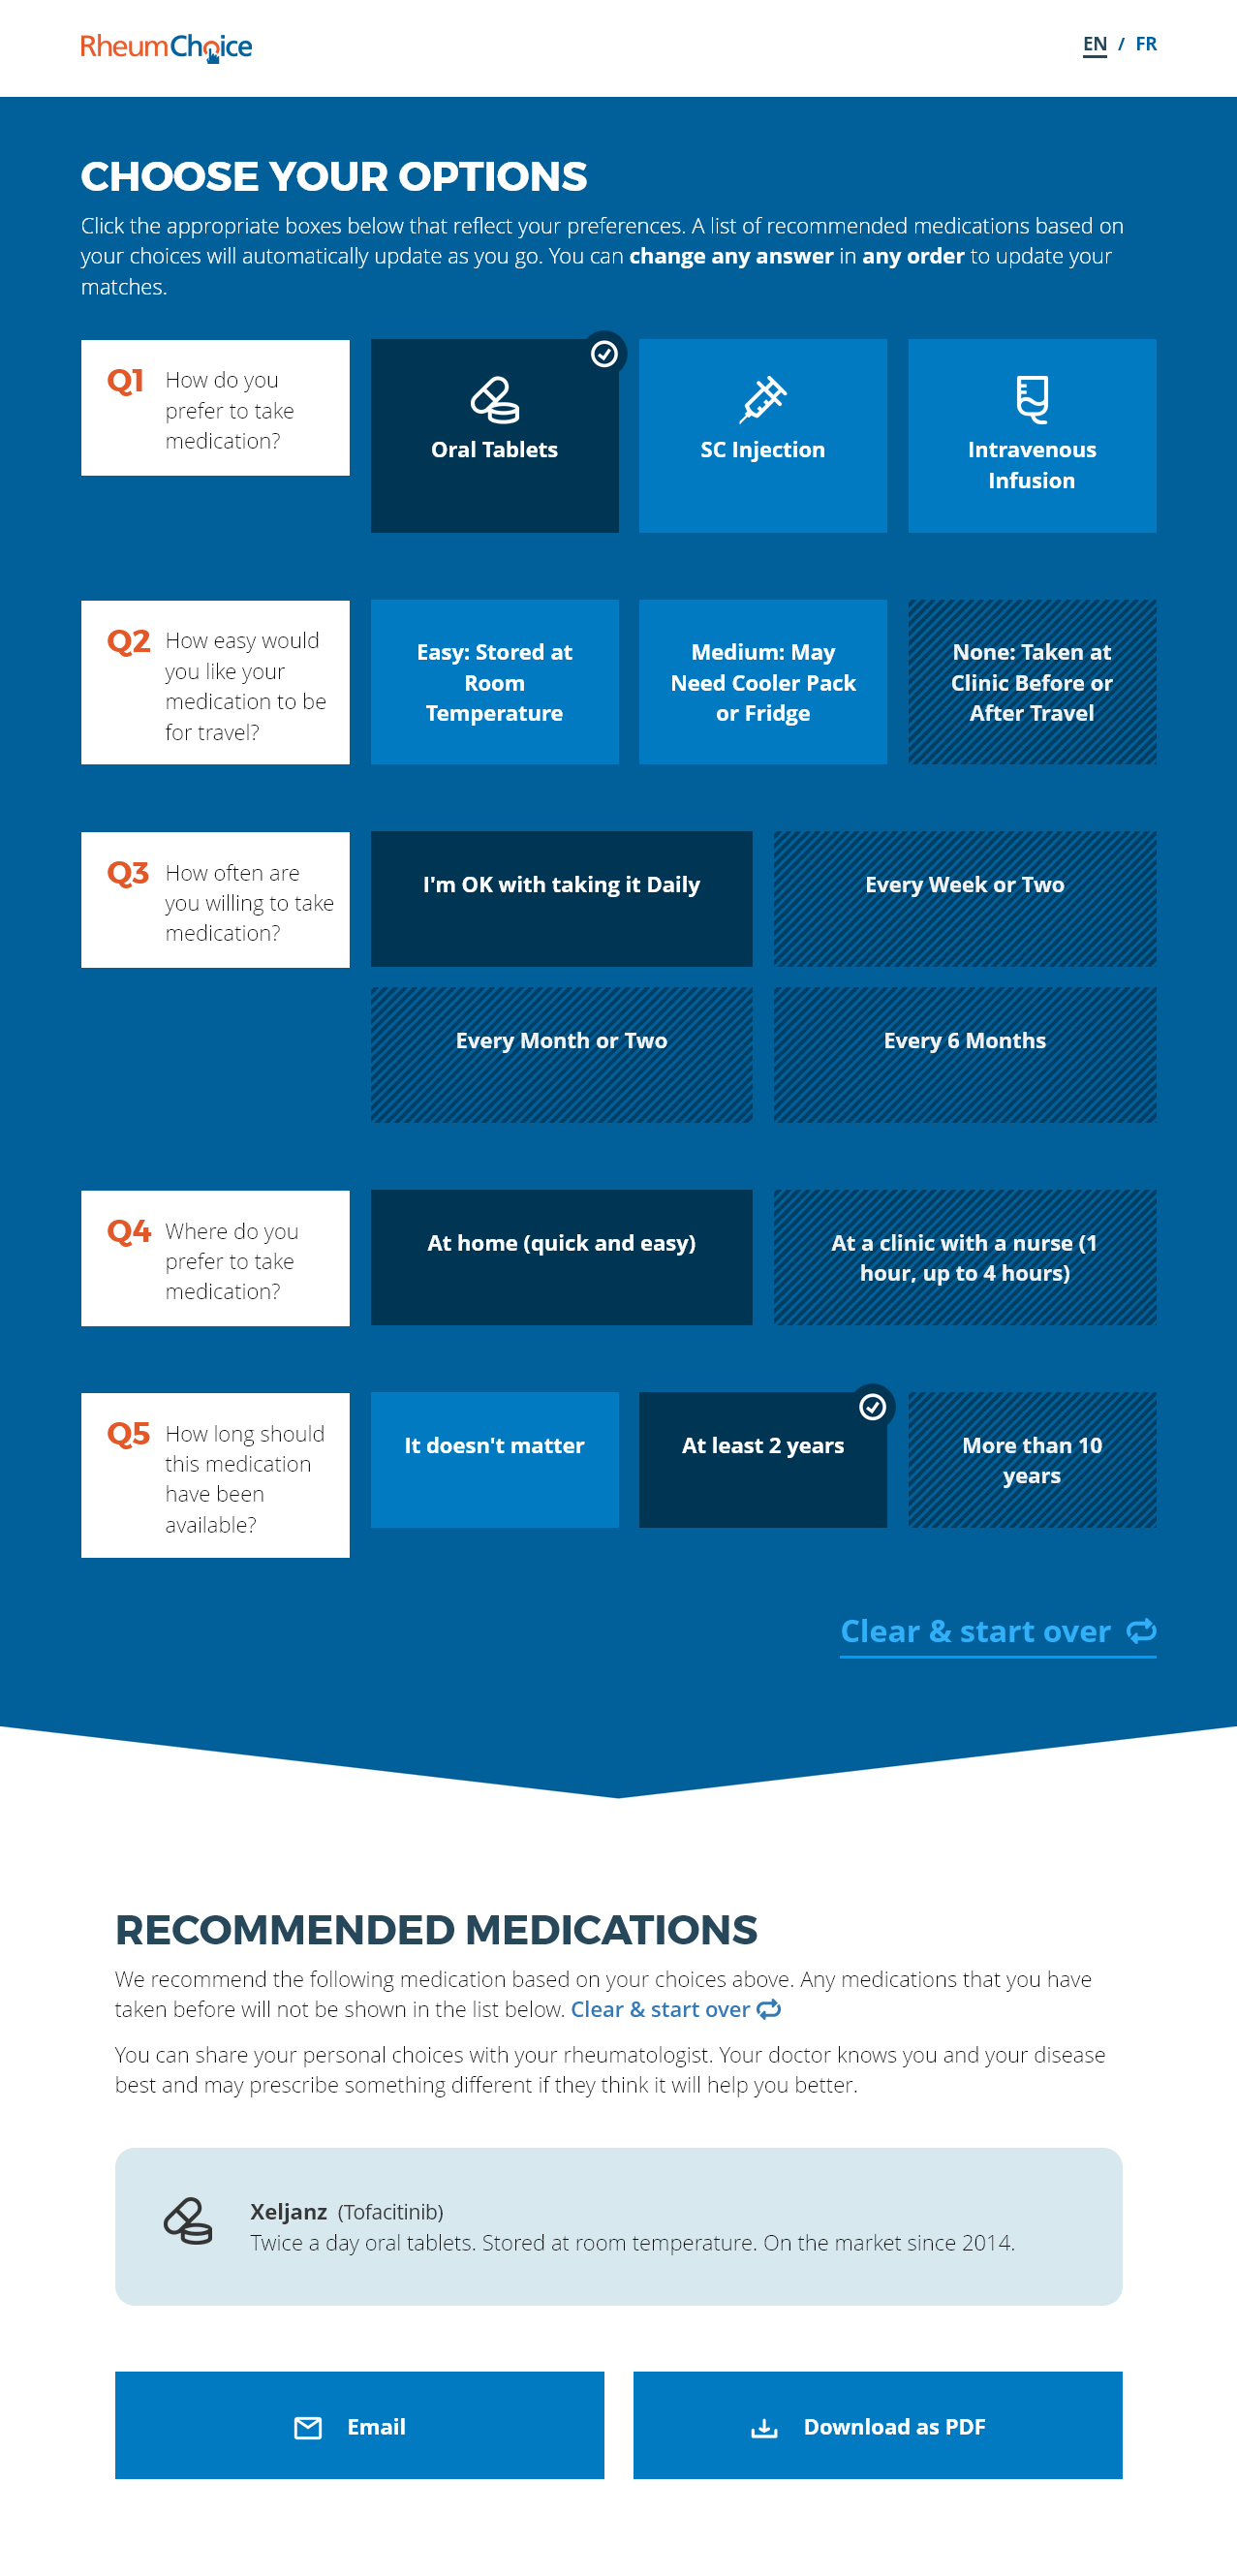 RheumChoice
EN / FR
CHOOSE YOUR OPTIONS
Click the appropriate boxes below that reflect your preferences. A list of recommended medications based on
your choices will automatically update as you go. You can change any answer in any order to update your
matches.
Q1 How do you
prefer to take
medication?
Oral Tablets
SC Injection
Intravenous
Infusion
Q2 How easy would
you like your
medication to be
for travel?
Easy: Stored at
Room
Temperature
Medium: May
Need Cooler Pack
or Fridge
None: Taken at
Clinic Before or
After Travel
Q3 How often are
you willing to take
medication?
I'm OK with taking it Daily
Every Week or Two
Every Month or Two
Every 6 Months
Q4 Where do you
prefer to take
medication?
At home (quick and easy)
At a clinic with a nurse (1
hour, up to 4 hours)
Q5 How long should
this medication
have been
available?
It doesn't matter
At least 2 years
More than 10
years
Clear & start over
RECOMMENDED MEDICATIONS
We recommend the following medication based on your choices above. Any medications that you have
taken before will not be shown in the list below. Clear & start over
You can share your personal choices with your rheumatologist. Your doctor knows you and your disease
best and may prescribe something different if they think it will help you better.
Xeljanz (Tofacitinib)
Twice a day oral tablets. Stored at room temperature. On the market since 2014.
Email
Download as PDF